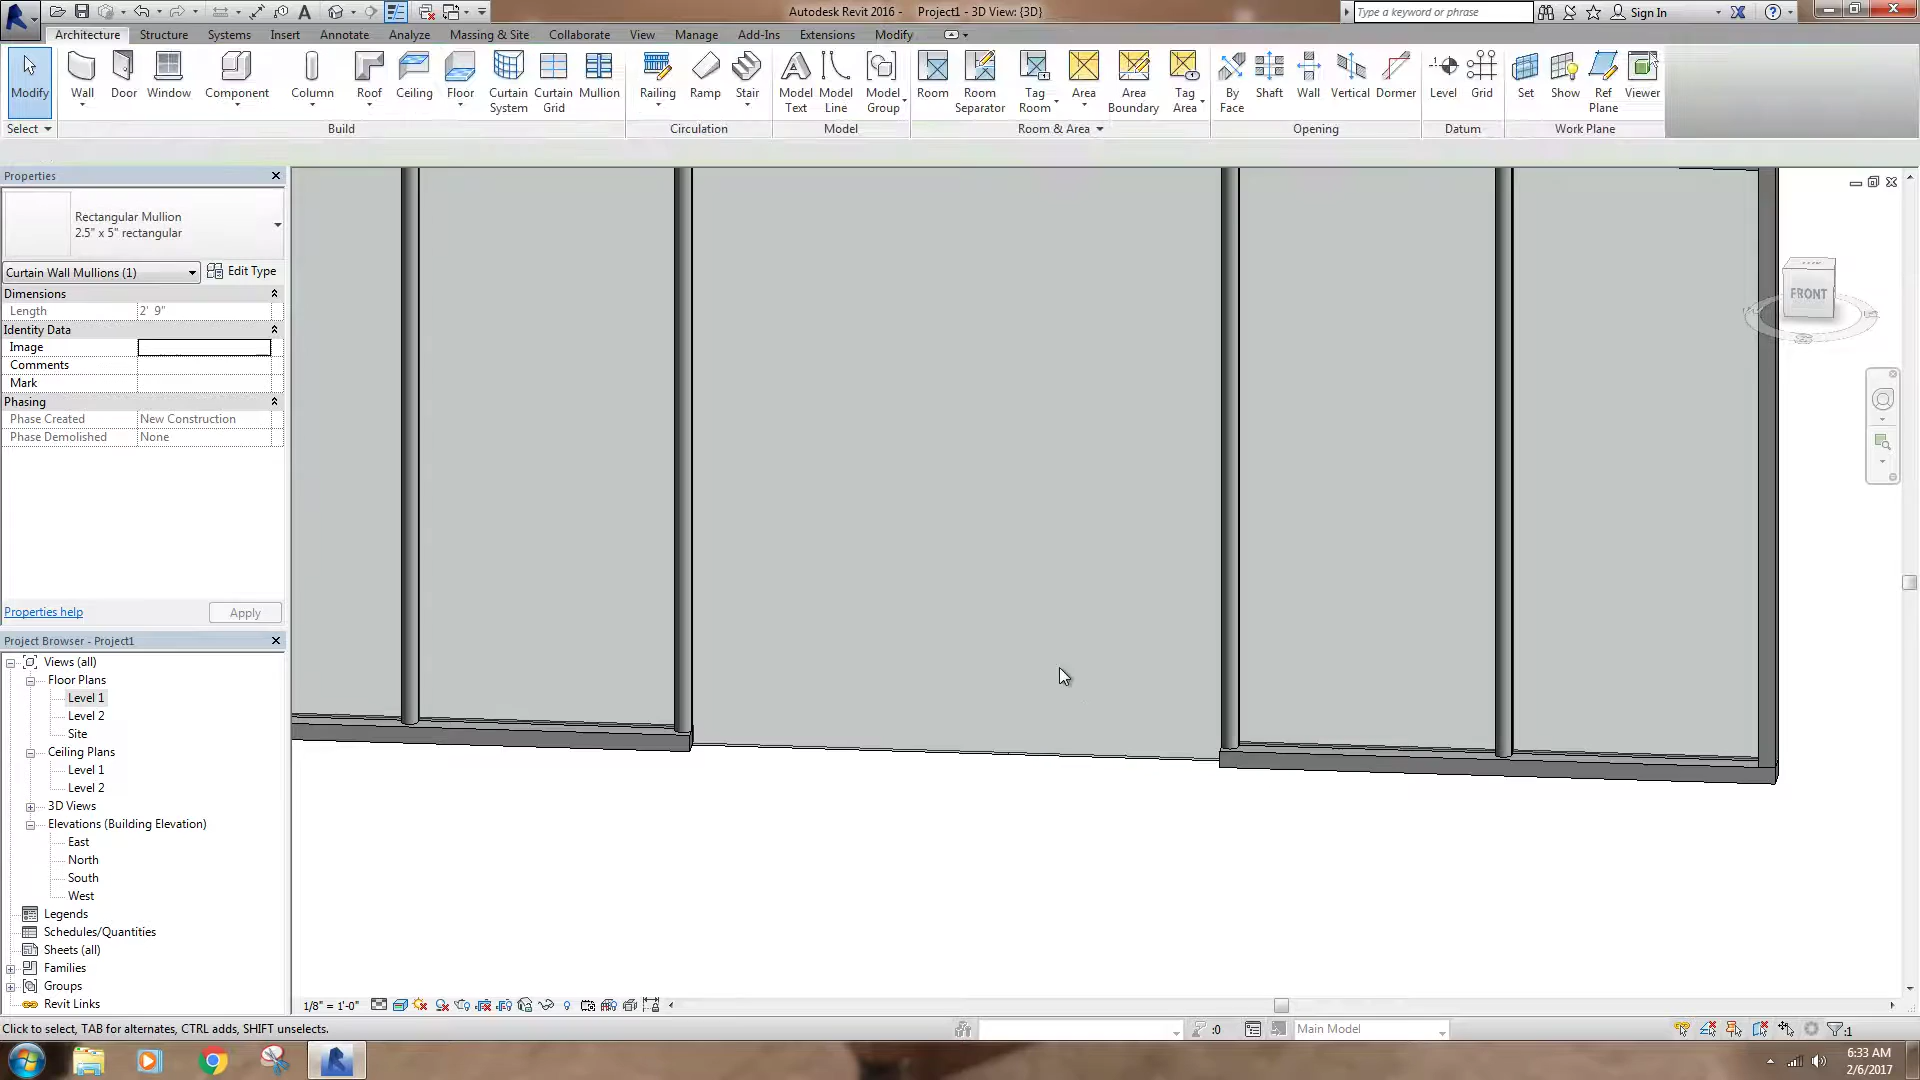 Autodesk Revit 2016 - Project1 - 3D View: {3D}
Type a keyword or phrase
Sign In
Architecture Structure Systems Insert Annotate Analyze Massing & Site Collaborate View Manage Add-Ins Extensions Modify
Modify Wall Door Window Component Column Roof Ceiling Floor Curtain System Curtain Grid Mullion Railing Ramp Stair Model Text Model Line Model Group Room Room Separator Tag Room Area Area Boundary Tag Area By Face Shaft Wall Vertical Dormer Level Grid Set Show Ref Plane Viewer
Select Build Circulation Model Room & Area Opening Datum Work Plane
Properties
Rectangular Mullion
2.5" x 5" rectangular
Curtain Wall Mullions (1) Edit Type
Dimensions
Length 2' 9"
Identity Data
Image
Comments
Mark
Phasing
Phase Created New Construction
Phase Demolished None
Properties help Apply
FRONT
Project Browser - Project1
Views (all)
Floor Plans
Level 1
Level 2
Site
Ceiling Plans
Level 1
Level 2
3D Views
Elevations (Building Elevation)
East
North
South
West
Legends
Schedules/Quantities
Sheets (all)
Families
Groups
Revit Links
1/8" = 1'-0"
Click to select, TAB for alternates, CTRL adds, SHIFT unselects.
:0
Main Model
:1
6:33 AM
2/6/2017